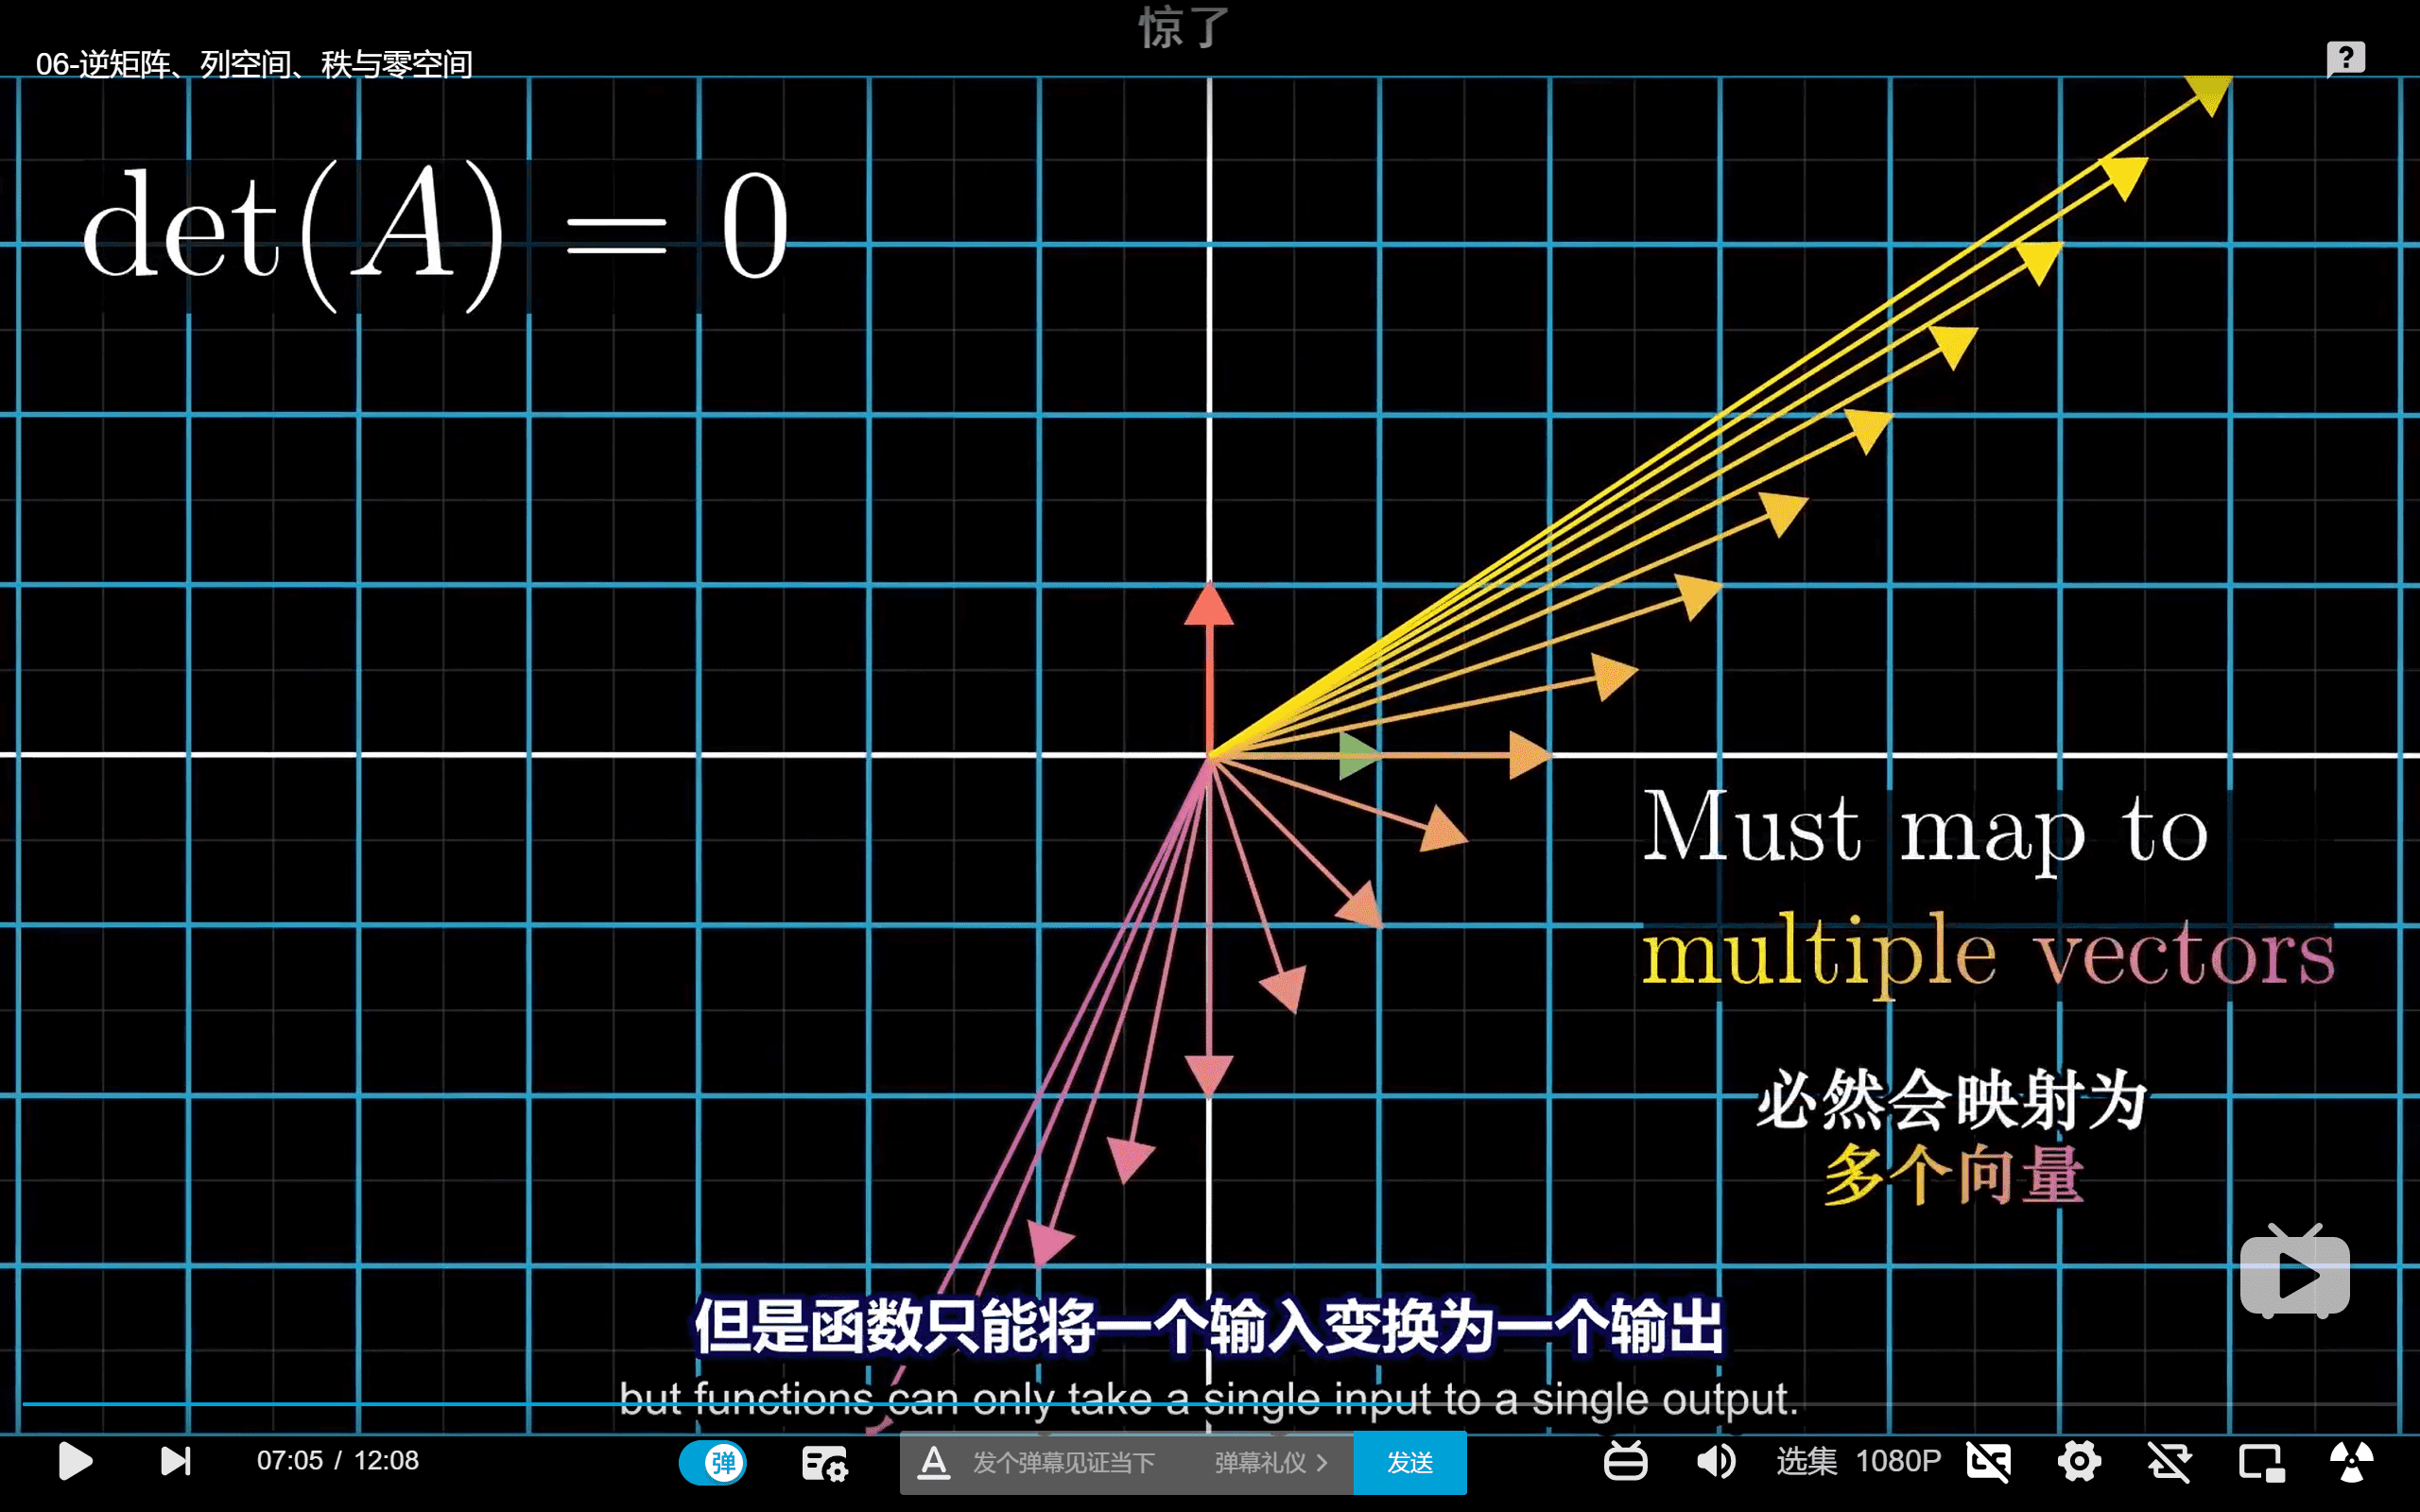 惊了
06-逆矩阵、列空间、秩与零空间
det(A) = 0
Must map to
multiple vectors
必然会映射为
多个向量
但是函数只能将一个输入变换为一个输出
but functions can only take a single input to a single output.
07:05 / 12:08
弹
发个弹幕见证当下
弹幕礼仪 >
发送
选集
1080P